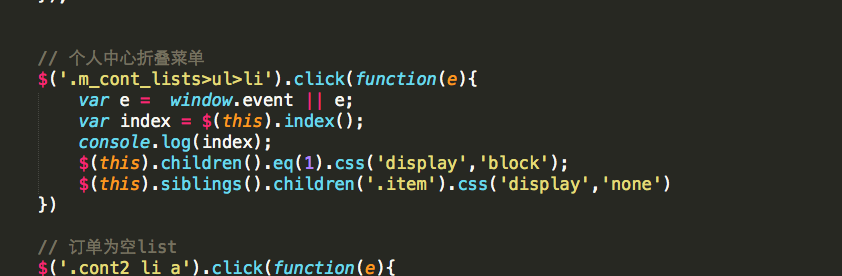 });
// 个人中心折叠菜单
$('.m_cont_lists>ul>li').click(function(e){
    var e =  window.event || e;
    var index = $(this).index();
    console.log(index);
    $(this).children().eq(1).css('display','block');
    $(this).siblings().children('.item').css('display','none')
})
// 订单为空list
$('.cont2 li a').click(function(e){